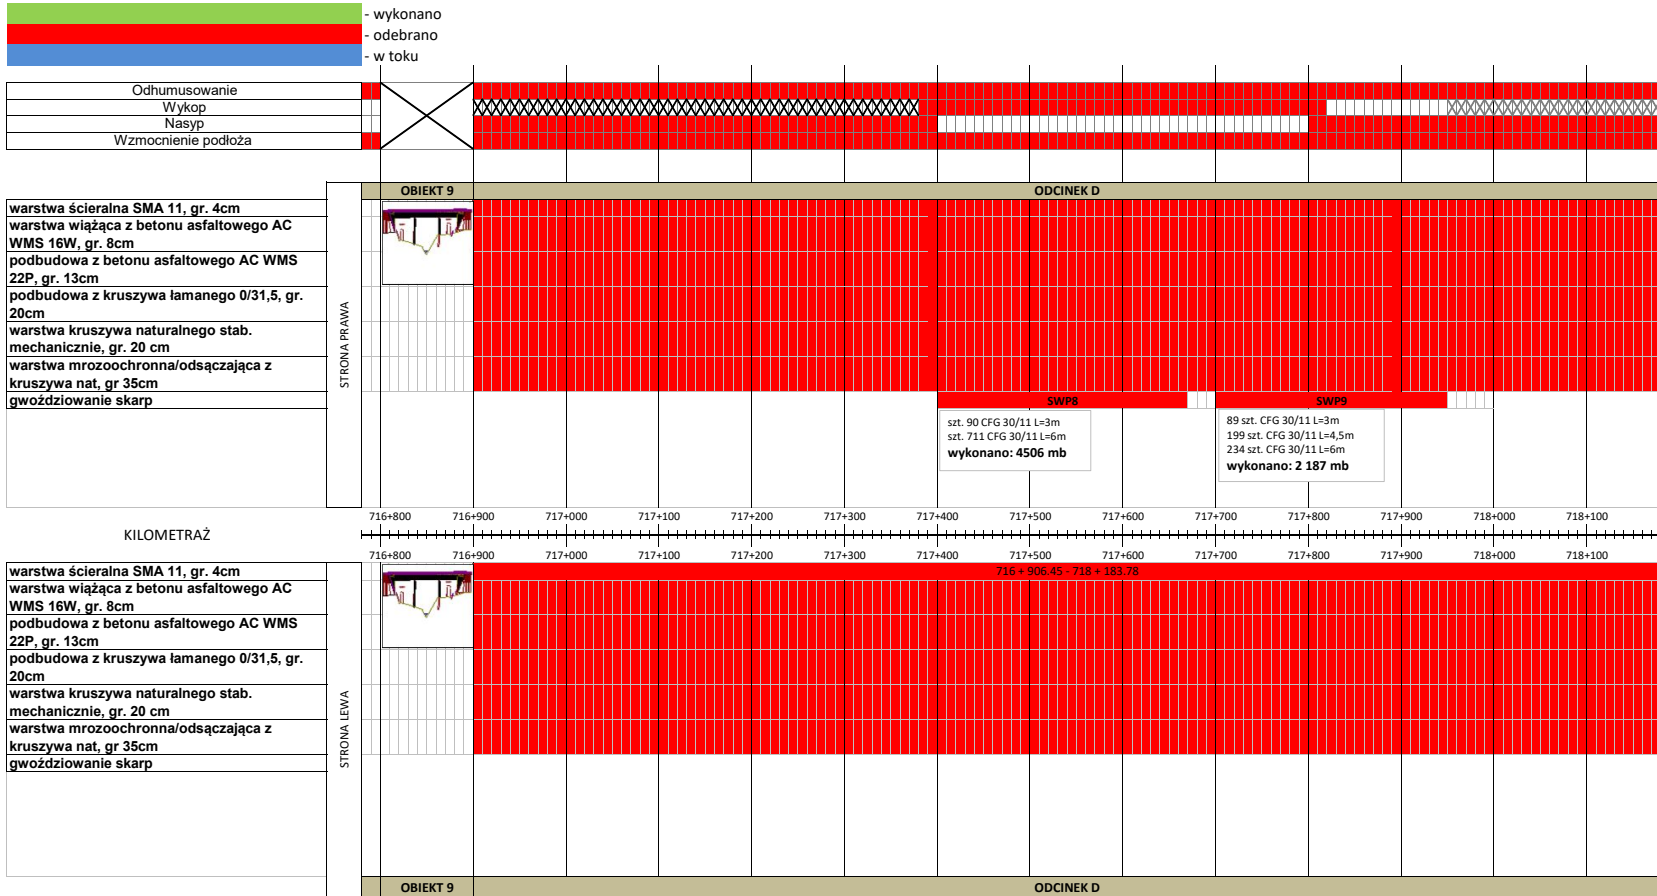 - wykonano
- odebrano
- w toku
Odhumusowanie
Wykop
Nasyp
Wzmocnienie podłoża
OBIEKT 9
ODCINEK D
STRONA PRAWA
warstwa ścieralna SMA 11, gr. 4cm
warstwa wiążąca z betonu asfaltowego AC
WMS 16W, gr. 8cm
podbudowa z betonu asfaltowego AC WMS
22P, gr. 13cm
podbudowa z kruszywa łamanego 0/31,5, gr.
20cm
warstwa kruszywa naturalnego stab.
mechanicznie, gr. 20 cm
warstwa mrozoochronna/odsączająca z
kruszywa nat, gr 35cm
gwoździowanie skarp
SWP8
SWP9
szt. 90 CFG 30/11 L=3m
szt. 711 CFG 30/11 L=6m
wykonano: 4506 mb
89 szt. CFG 30/11 L=3m
199 szt. CFG 30/11 L=4,5m
234 szt. CFG 30/11 L=6m
wykonano: 2 187 mb
716+800 716+900 717+000 717+100 717+200 717+300 717+400 717+500 717+600 717+700 717+800 717+900 718+000 718+100
KILOMETRAŻ
716+800 716+900 717+000 717+100 717+200 717+300 717+400 717+500 717+600 717+700 717+800 717+900 718+000 718+100
STRONA LEWA
warstwa ścieralna SMA 11, gr. 4cm
716 + 906.45 - 718 + 183.78
warstwa wiążąca z betonu asfaltowego AC
WMS 16W, gr. 8cm
podbudowa z betonu asfaltowego AC WMS
22P, gr. 13cm
podbudowa z kruszywa łamanego 0/31,5, gr.
20cm
warstwa kruszywa naturalnego stab.
mechanicznie, gr. 20 cm
warstwa mrozoochronna/odsączająca z
kruszywa nat, gr 35cm
gwoździowanie skarp
OBIEKT 9
ODCINEK D